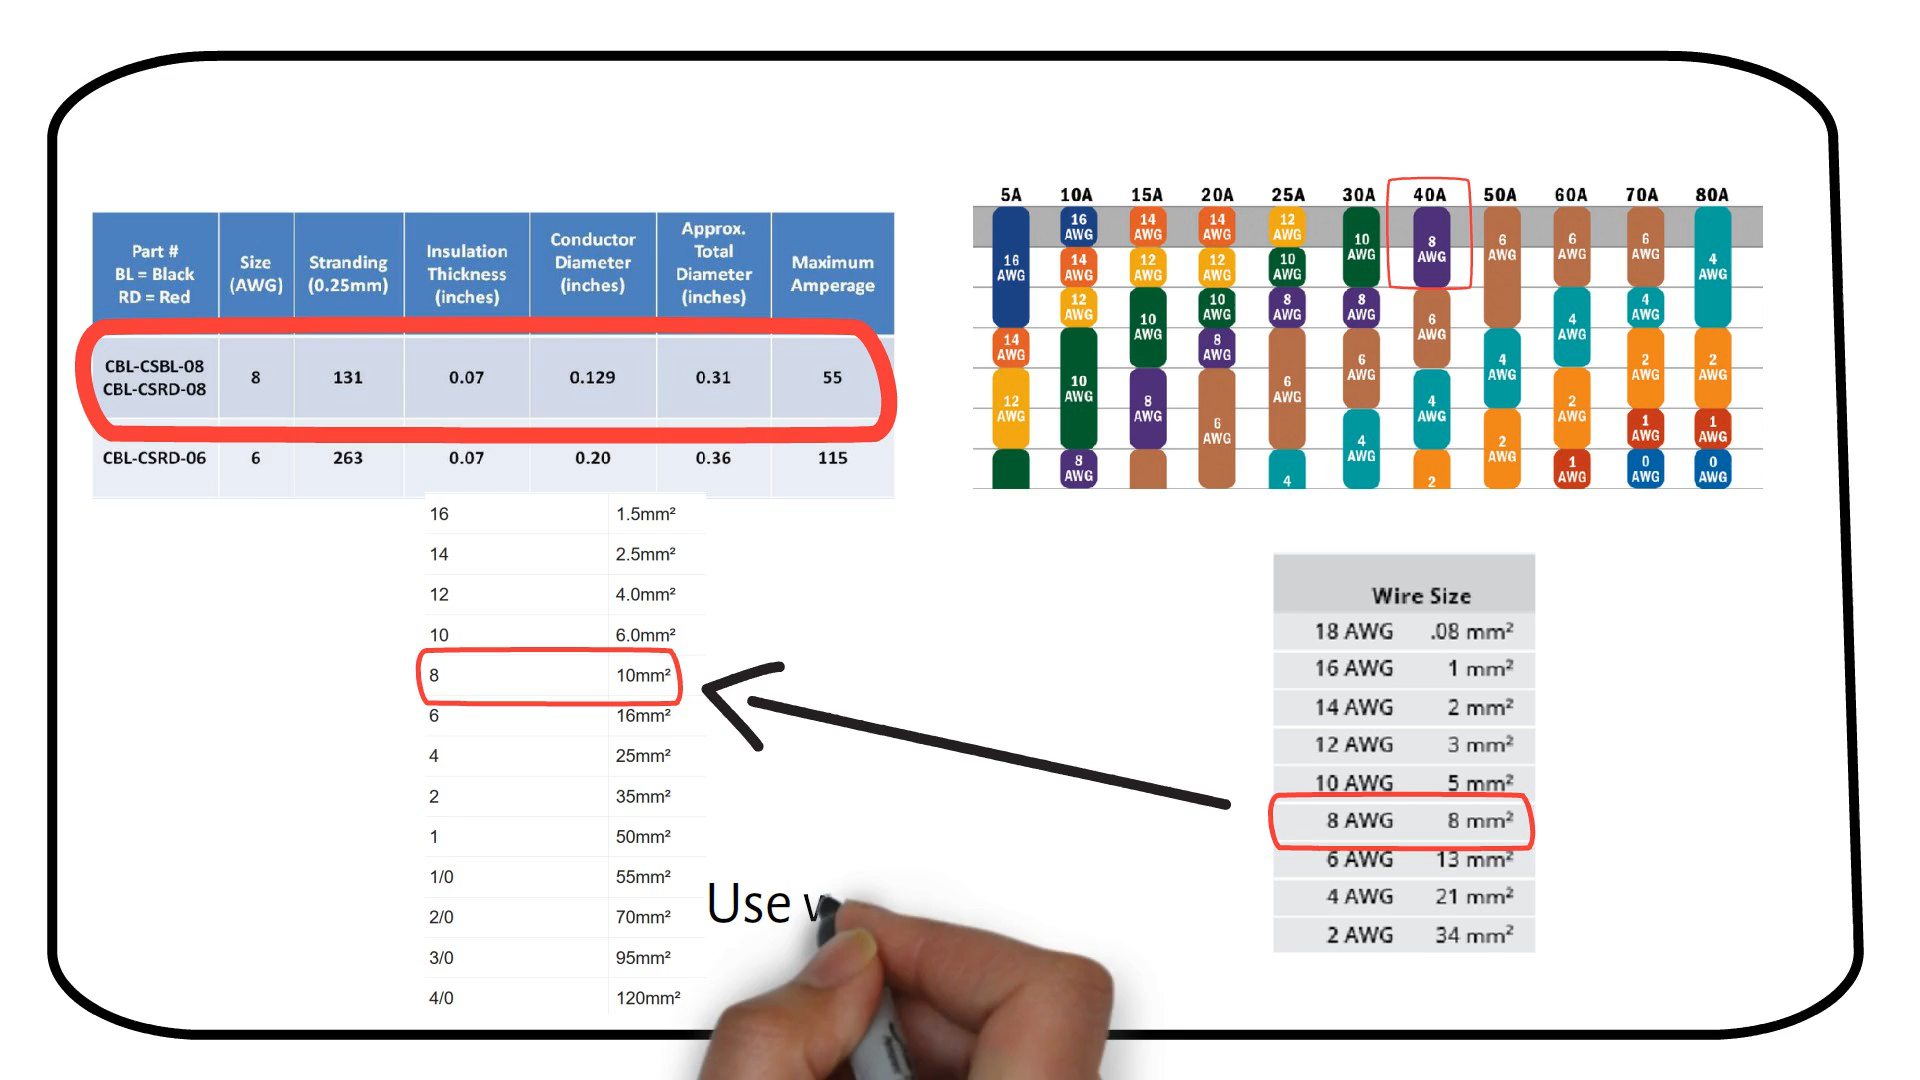 Part #
BL = Black
RD = Red
Size
(AWG)
Stranding
(0.25mm)
Insulation
Thickness
(inches)
Conductor
Diameter
(inches)
Approx.
Total
Diameter
(inches)
Maximum
Amperage
CBL-CSBL-08
CBL-CSRD-08
8 131 0.07 0.129 0.31 55
CBL-CSRD-06 6 263 0.07 0.20 0.36 115
16 1.5mm²
14 2.5mm²
12 4.0mm²
10 6.0mm²
8 10mm²
6 16mm²
4 25mm²
2 35mm²
1 50mm²
1/0 55mm²
2/0 70mm²
3/0 95mm²
4/0 120mm²
5A 10A 15A 20A 25A 30A 40A 50A 60A 70A 80A
16 AWG
14 AWG
12 AWG
16 AWG
14 AWG
12 AWG
10 AWG
8 AWG
14 AWG
12 AWG
10 AWG
8 AWG
14 AWG
12 AWG
10 AWG
8 AWG
6 AWG
12 AWG
10 AWG
8 AWG
6 AWG
4
10 AWG
8 AWG
6 AWG
4 AWG
8 AWG
6 AWG
4 AWG
2
6 AWG
4 AWG
2 AWG
6 AWG
4 AWG
2 AWG
1 AWG
6 AWG
4 AWG
2 AWG
1 AWG
0 AWG
4 AWG
2 AWG
1 AWG
0 AWG
Wire Size
18 AWG .08 mm²
16 AWG 1 mm²
14 AWG 2 mm²
12 AWG 3 mm²
10 AWG 5 mm²
8 AWG 8 mm²
6 AWG 13 mm²
4 AWG 21 mm²
2 AWG 34 mm²
Use